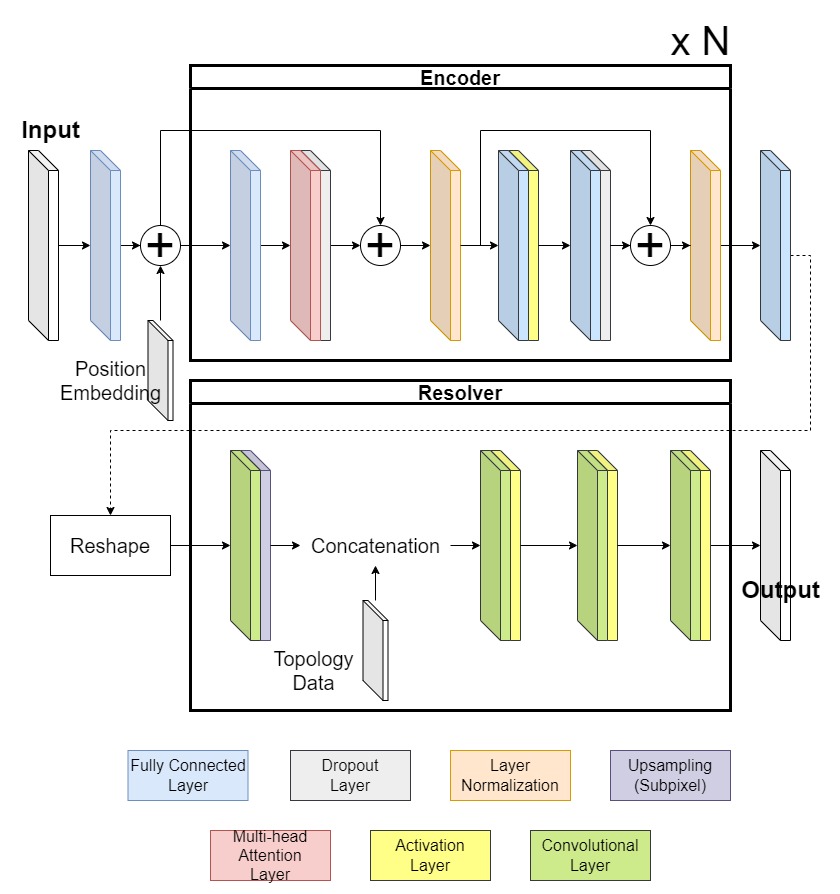 x N
Encoder
Input
+
+
+
Position
Embedding
Resolver
Reshape
Concatenation
Output
Topology
Data
Fully Connected
Layer
Dropout
Layer
Layer
Normalization
Upsampling
(Subpixel)
Multi-head
Attention
Layer
Activation
Layer
Convolutional
Layer